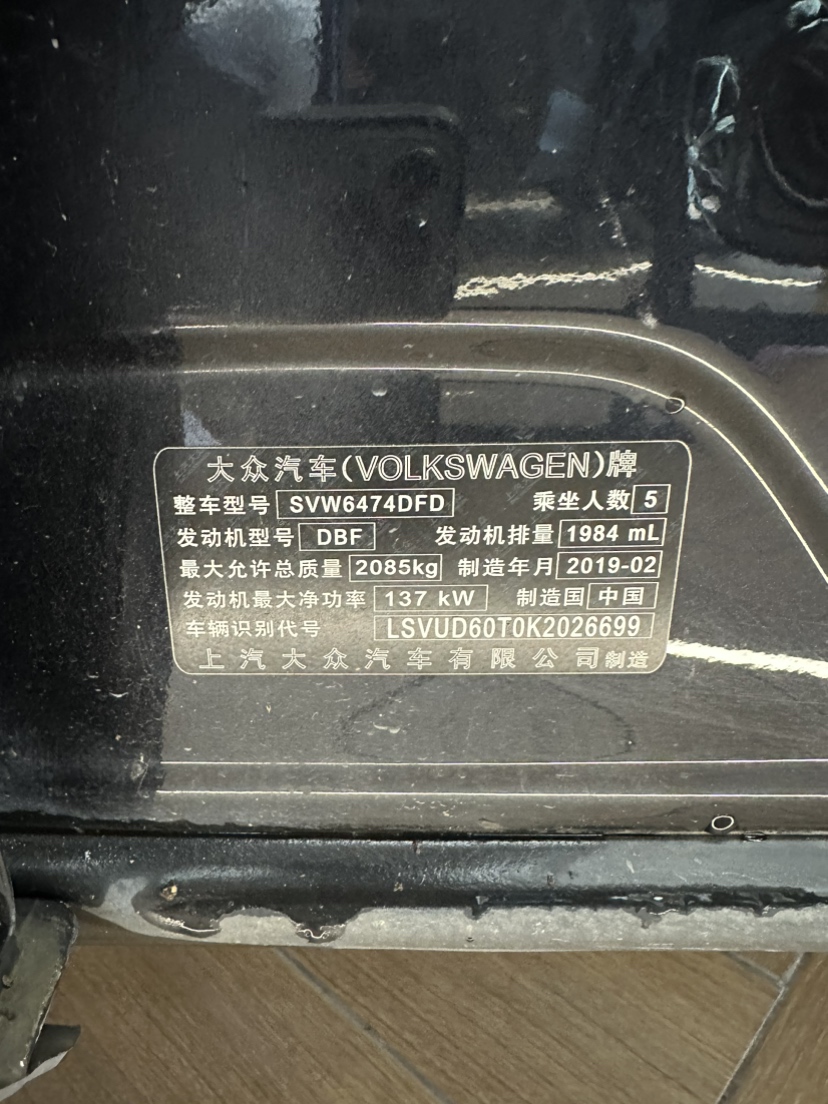 大众汽车(VOLKSWAGEN)牌
整车型号 SVW6474DFD 乘坐人数 5
发动机型号 DBF 发动机排量 1984 mL
最大允许总质量 2085kg 制造年月 2019-02
发动机最大净功率 137 kW 制造国 中国
车辆识别代号 LSVUD60T0K2026699
上汽大众汽车有限公司制造